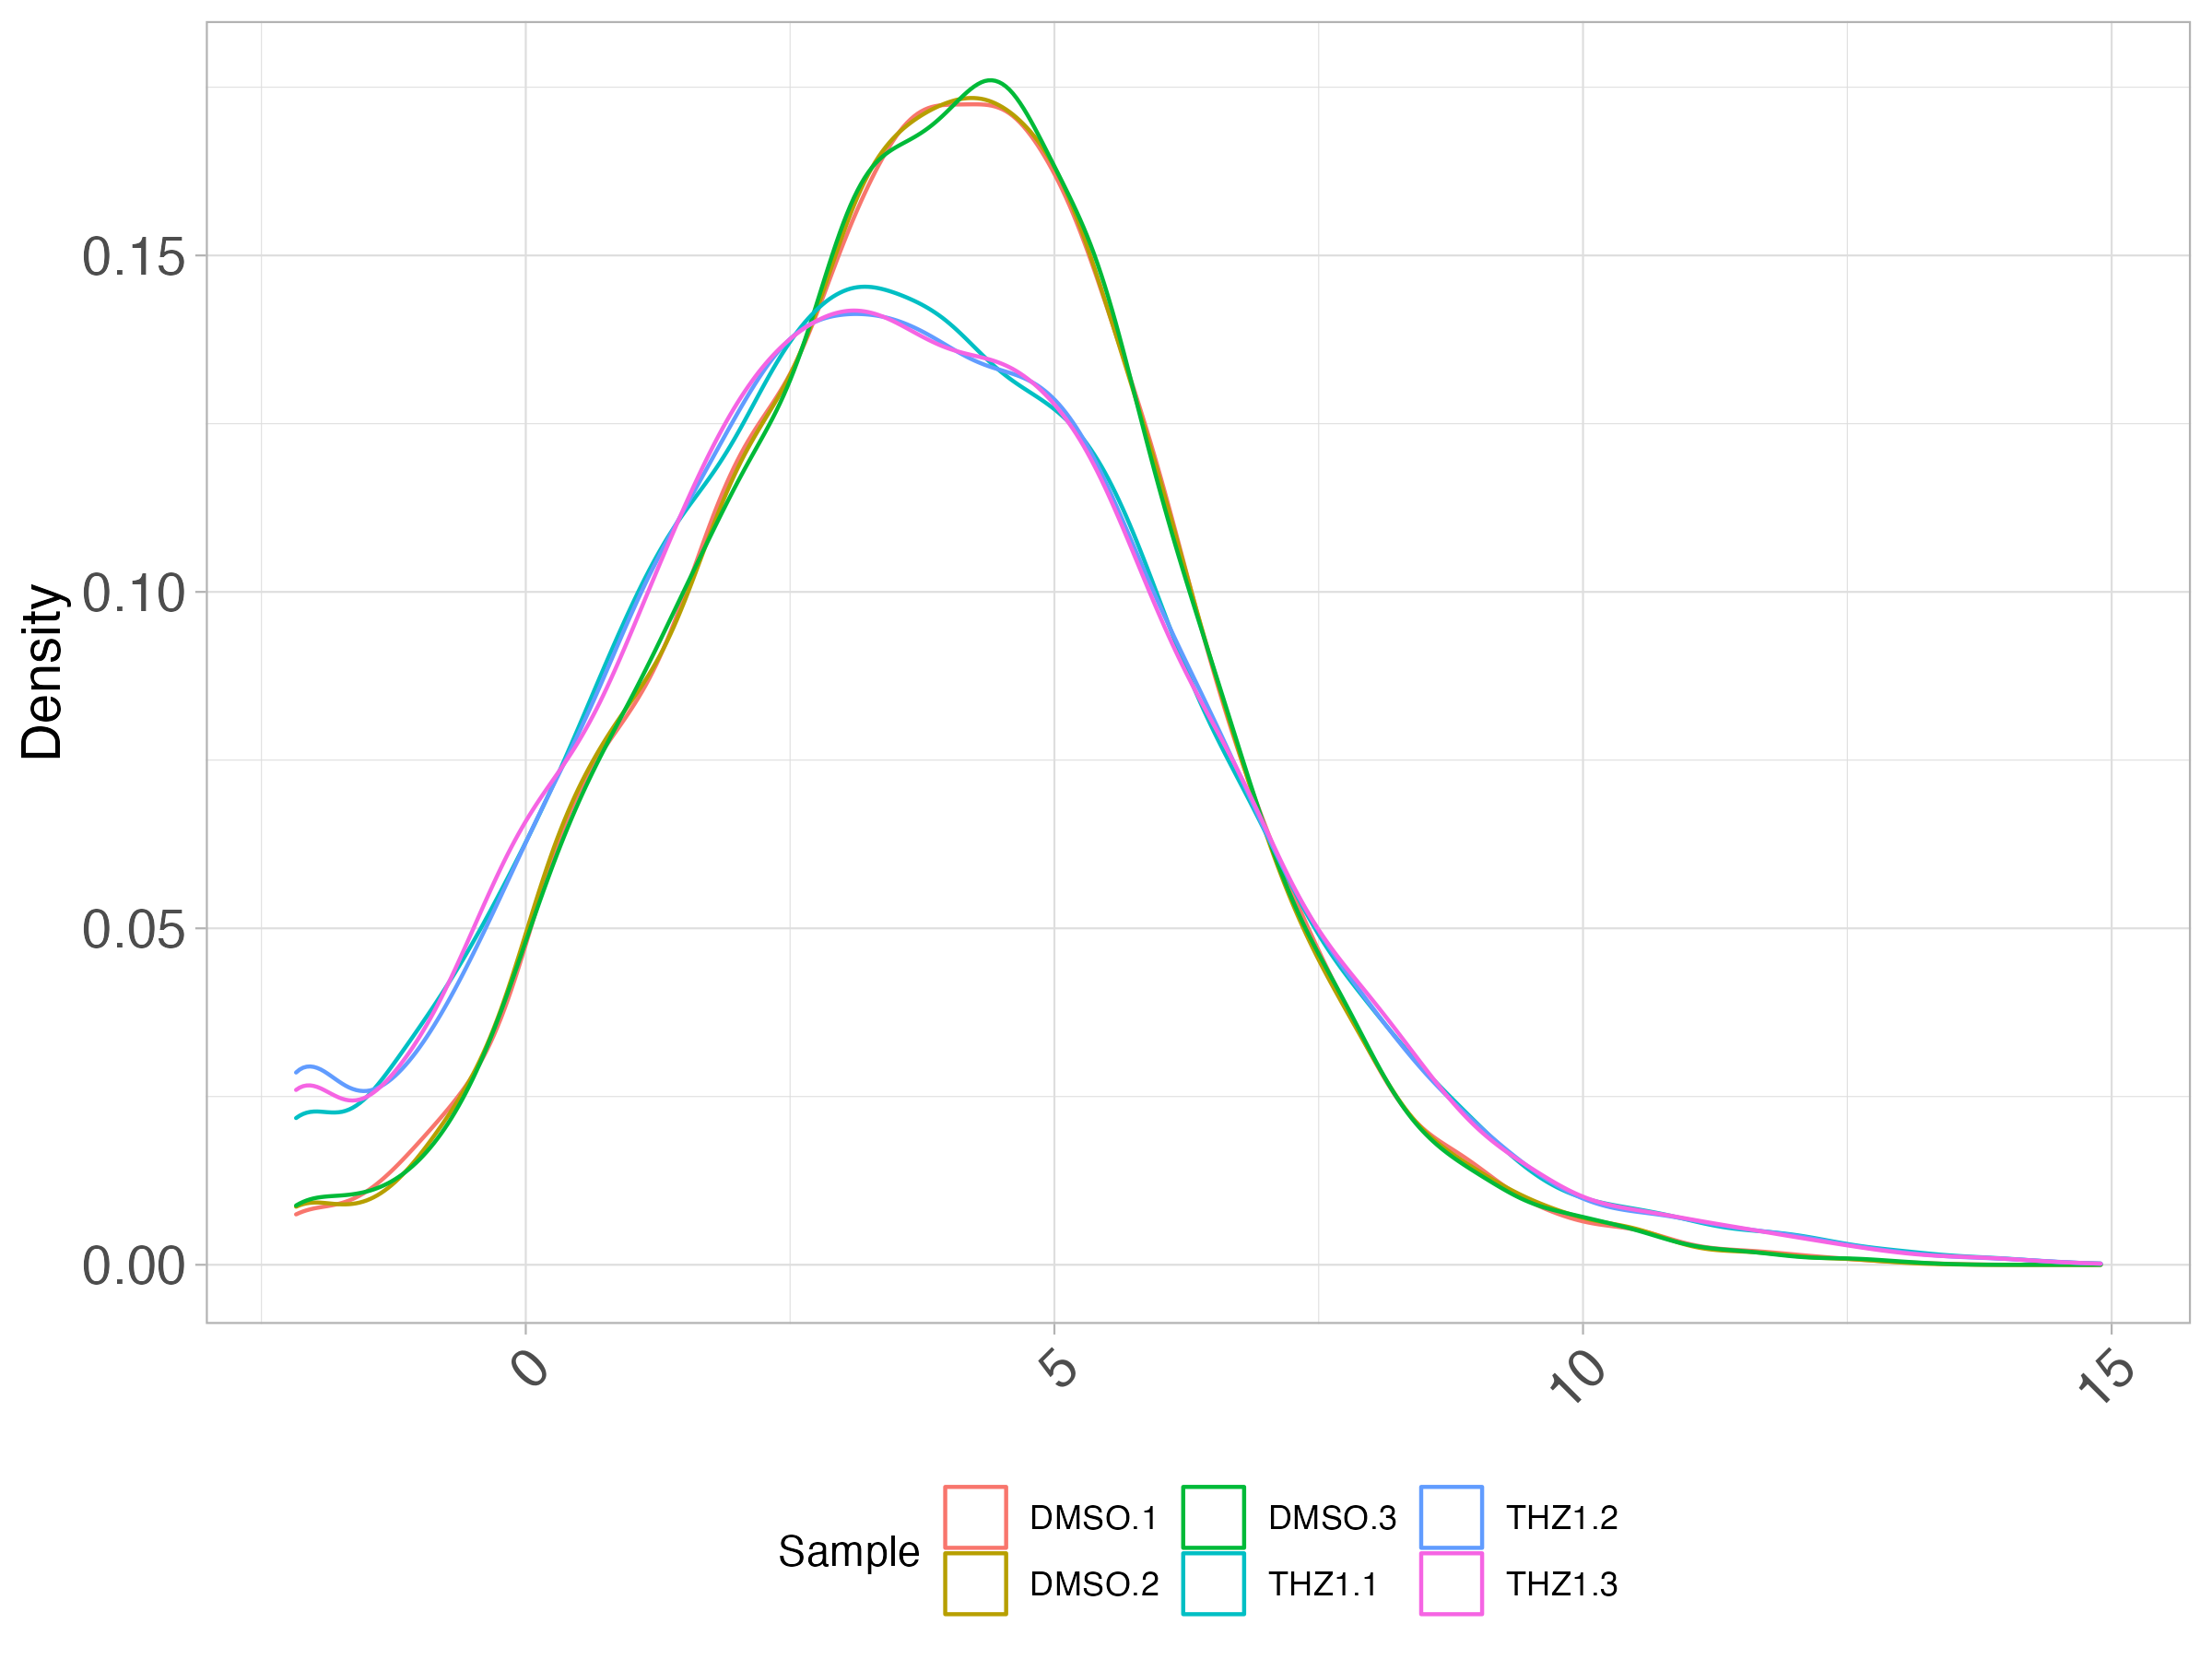 Density
0.15
0.10
0.05
0.00
0 5 10 15
Sample
DMSO.1 DMSO.3 THZ1.2
DMSO.2 THZ1.1 THZ1.3